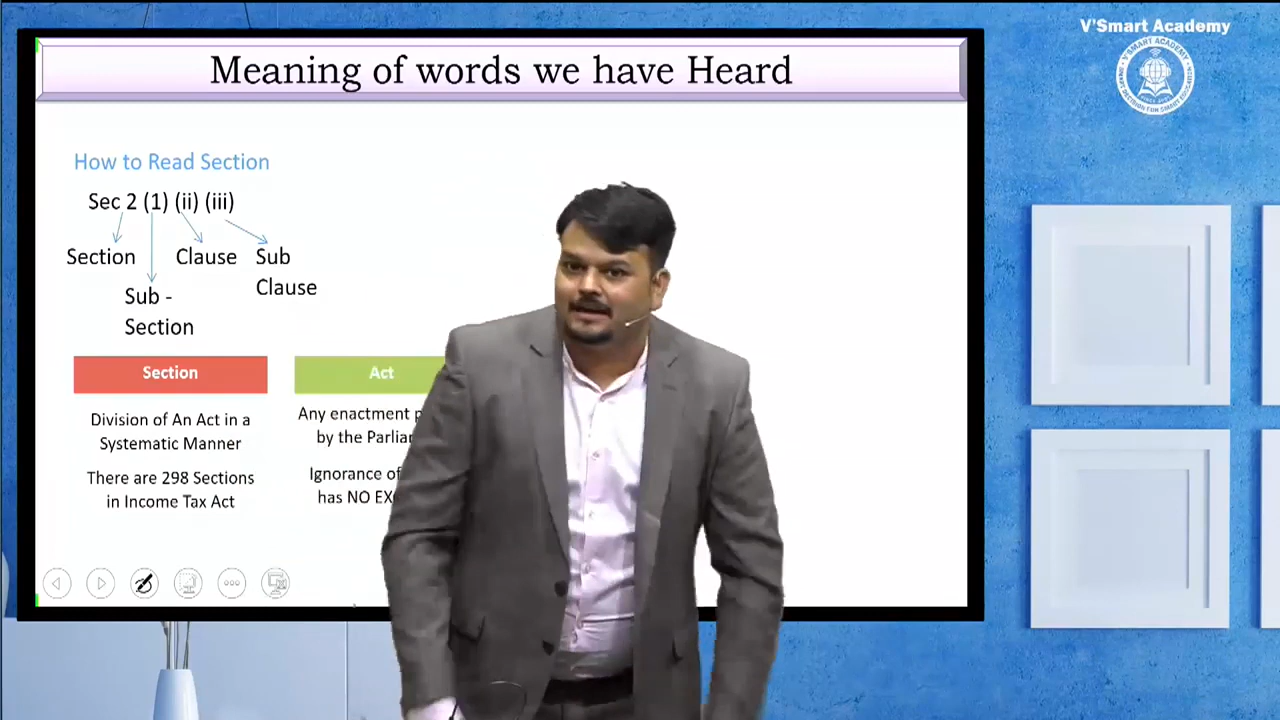 V'Smart Academy
V'SMART ACADEMY
Meaning of words we have Heard
How to Read Section
Sec 2 (1) (ii) (iii)
Section
Clause
Sub
Clause
Sub -
Section
Section
Division of An Act in a
Systematic Manner
There are 298 Sections
in Income Tax Act
Act
Any enactment
by the
Ignorance of
has NO